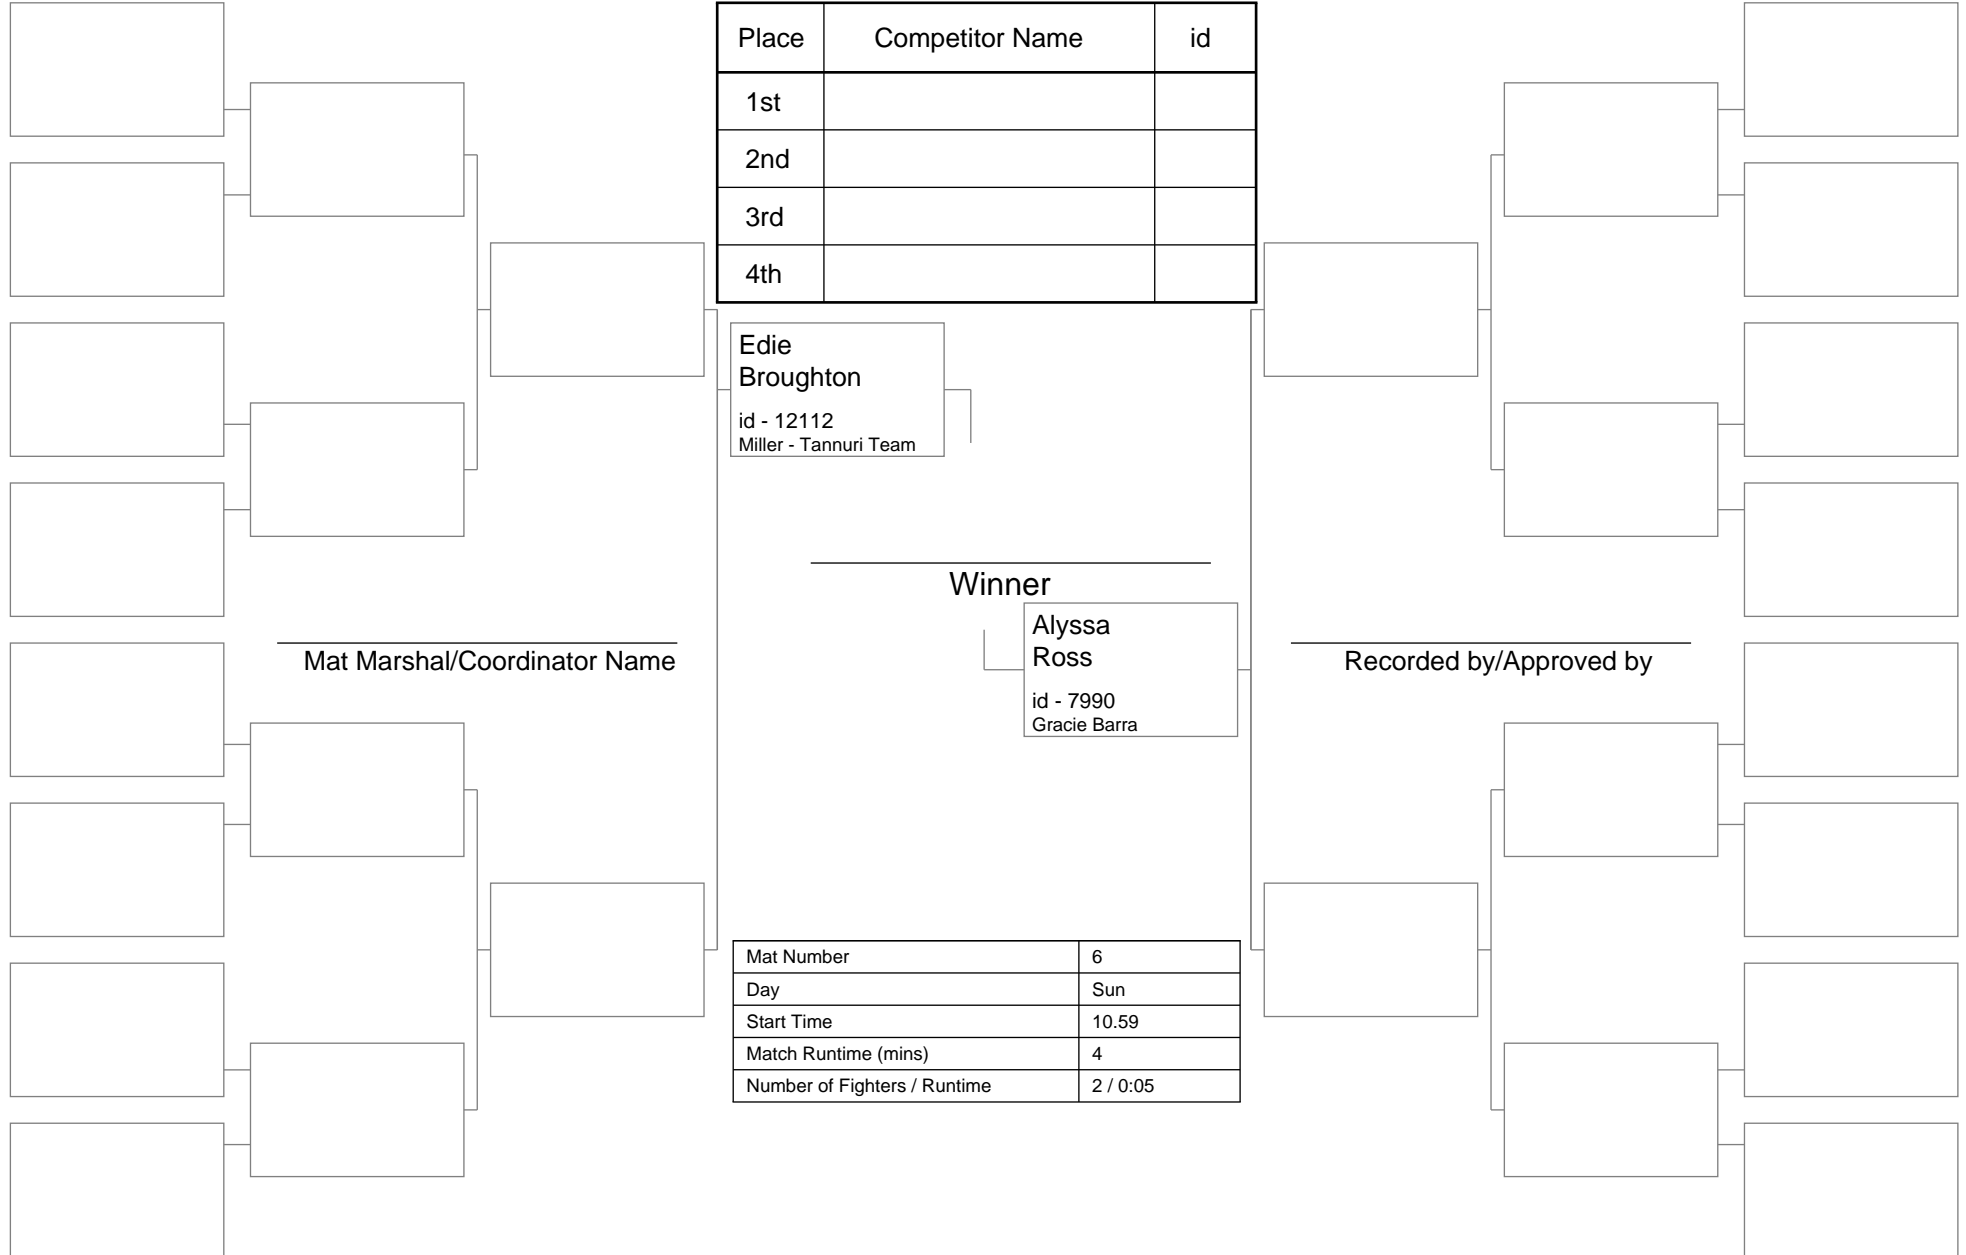 Place Competitor Name id
1st
2nd
3rd
4th
Edie
Broughton
id - 12112
Miller - Tannuri Team
Winner
Alyssa
Ross
id - 7990
Gracie Barra
Mat Marshal/Coordinator Name
Recorded by/Approved by
Mat Number 6
Day Sun
Start Time 10.59
Match Runtime (mins) 4
Number of Fighters / Runtime 2 / 0:05